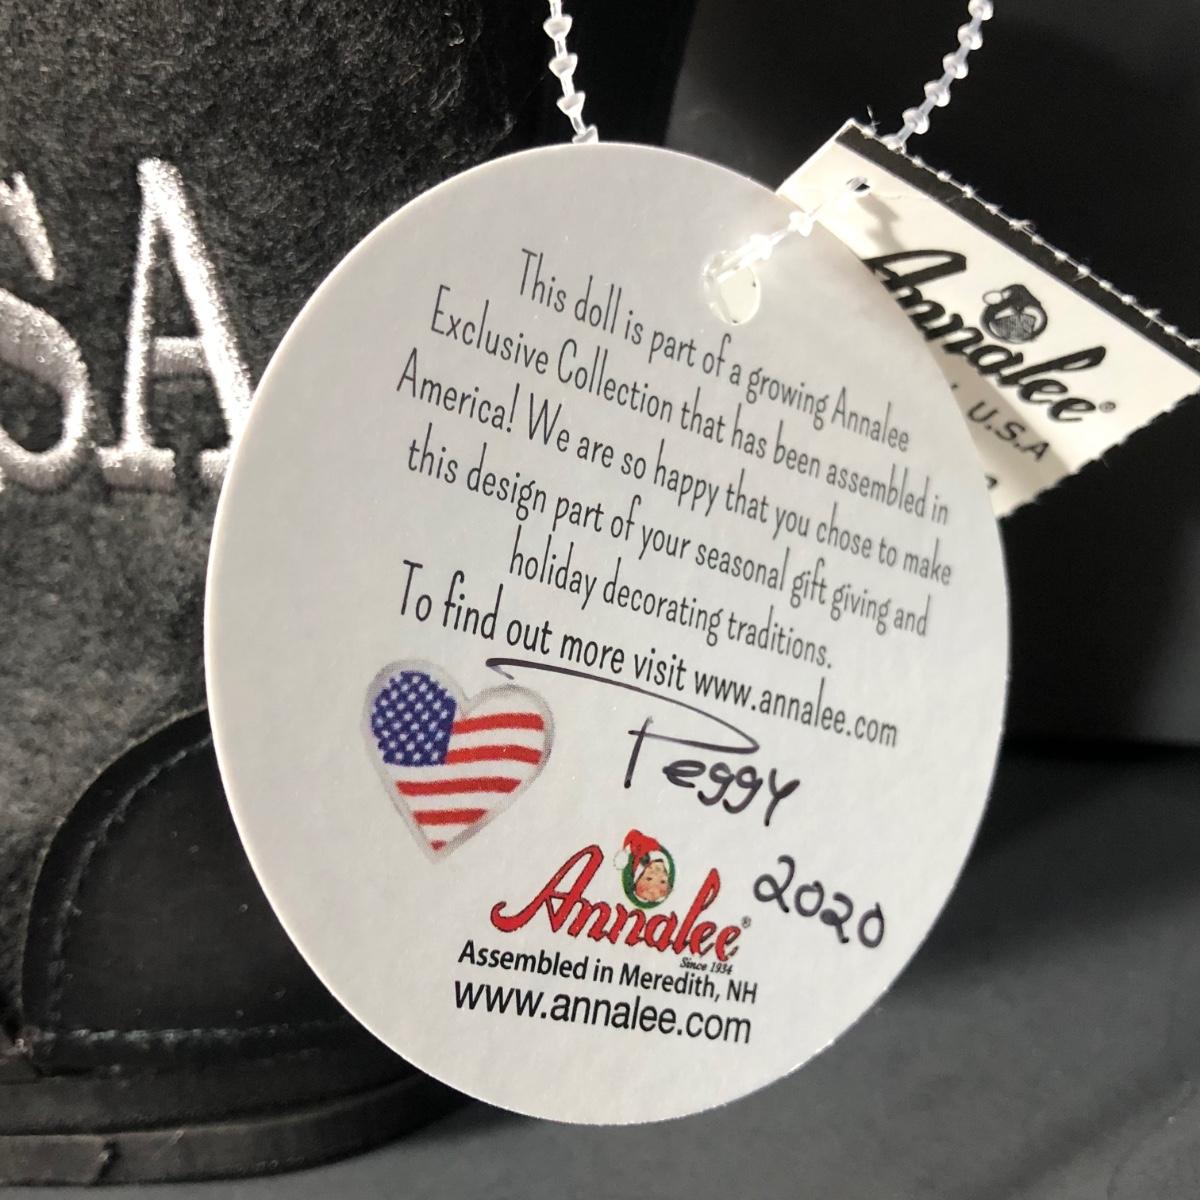 SA
This doll is part of a growing Annalee
Exclusive Collection that has been assembled in
America! We are so happy that you chose to make
this design part of your seasonal gift giving and
holiday decorating traditions.
To find out more visit www.annalee.com
Peggy
2020
Annalee®
Since 1934
Assembled in Meredith, NH
www.annalee.com
Annalee®
U.S.A